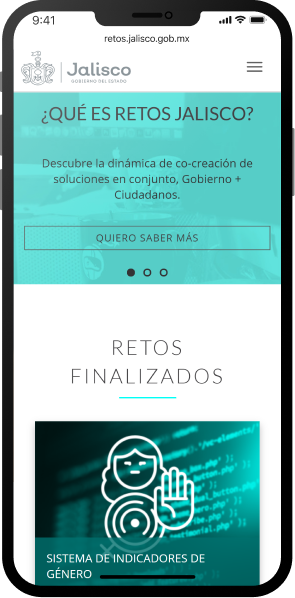 9:41
retos.jalisco.gob.mx
Jalisco
GOBIERNO DEL ESTADO
¿QUÉ ES RETOS JALISCO?
Descubre la dinámica de co-creación de
soluciones en conjunto, Gobierno +
Ciudadanos.
QUIERO SABER MÁS
RETOS
FINALIZADOS
SISTEMA DE INDICADORES DE
GÉNERO